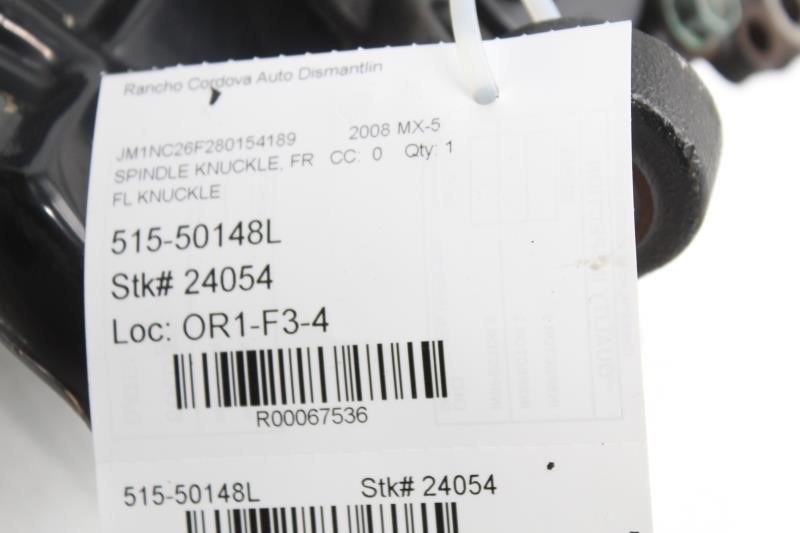 Rancho Cordova Auto Dismantlin
JM1NC26F280154189 2008 MX-5
SPINDLE KNUCKLE, FR CC: 0 Qty: 1
FL KNUCKLE
515-50148L
Stk# 24054
Loc: OR1-F3-4
R00067536
515-50148L Stk# 24054